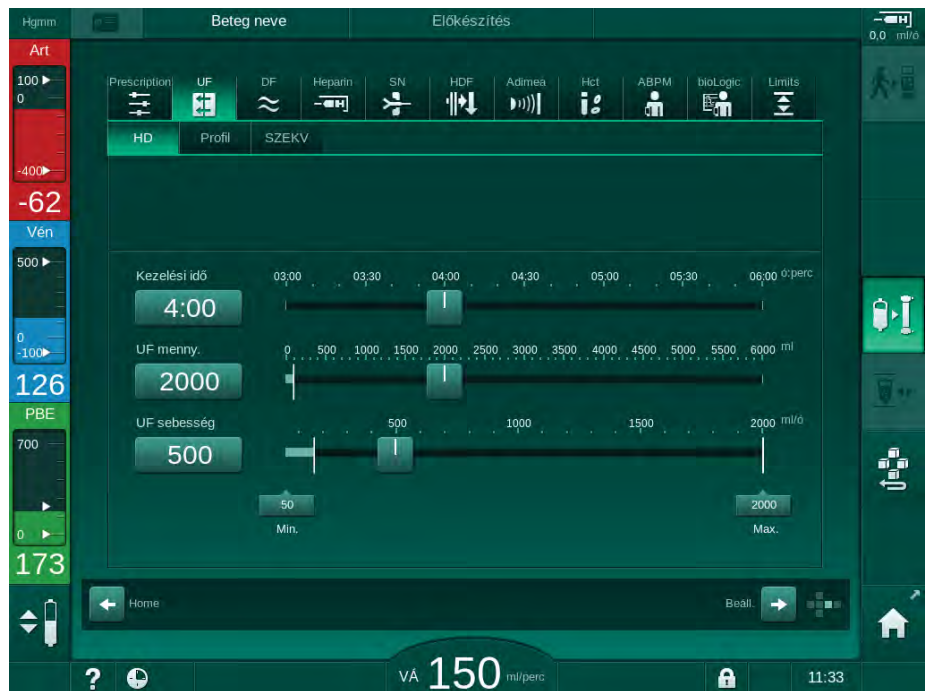 Hgmm
Beteg neve
Előkészítés
0,0 ml/ó
Art
100
0
-400
-62
Vén
500
0
-100
126
PBE
700
0
173
Prescription UF DF Heparin SN HDF Adimea Hct ABPM bioLogic Limits
HD Profil SZEKV
Kezelési idő
03:00 03:30 04:00 04:30 05:00 05:30 06:00 ó:perc
4:00
UF menny.
0 500 1000 1500 2000 2500 3000 3500 4000 4500 5000 5500 6000 ml
2000
UF sebesség
500 1000 1500 2000 ml/ó
500
50 2000
Min. Max.
Home Beáll.
? VÁ 150 ml/perc 11:33